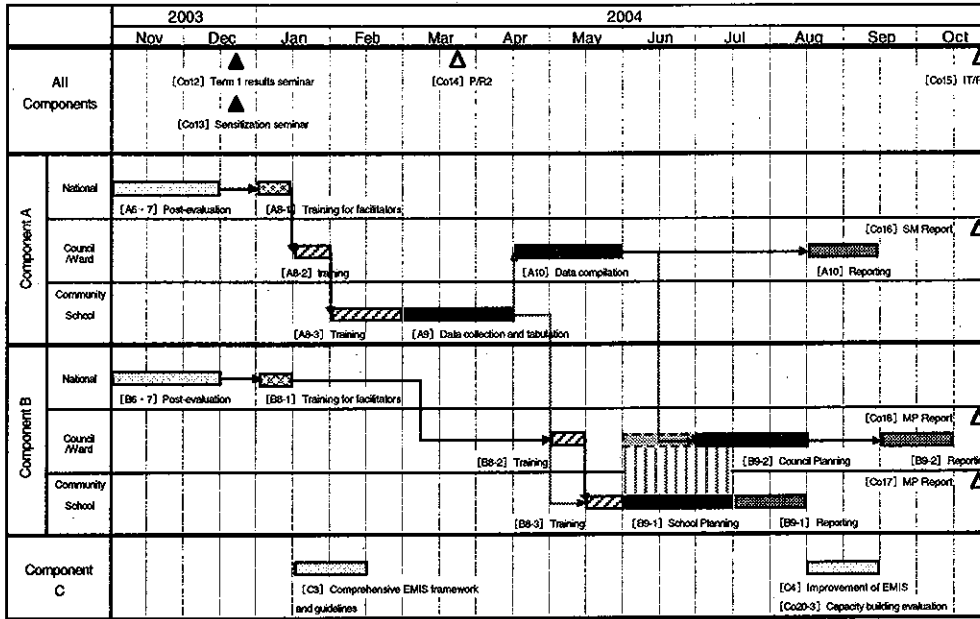 2003 2004
Nov Dec Jan Feb Mar Apr May Jun Jul Aug Sep Oct
All
Components
[Co12] Term 1 results seminar
[Co13] Sensitization seminar
[Co14] P/R2
[Co15] IT/F
Component A
National
[A6 - 7] Post-evaluation
[A8-1] Training for facilitators
Council
/Ward
[A8-2] training
[A10] Data compilation
[Co16] SM Report
[A10] Reporting
Community
School
[A8-3] Training
[A9] Data collection and tabulation
Component B
National
[B6 - 7] Post-evaluation
[B8-1] Training for facilitators
Council
/Ward
[B8-2] Training
[B9-2] Council Planning
[Co18] MP Report
[B9-2] Reportin
Community
School
[B8-3] Training
[B9-1] School Planning
[B9-1] Reporting
[Co17] MP Report
Component
C
[C3] Comprehensive EMIS framework
and guidelines
[C4] Improvement of EMIS
[Co20-3] Capacity building evaluation